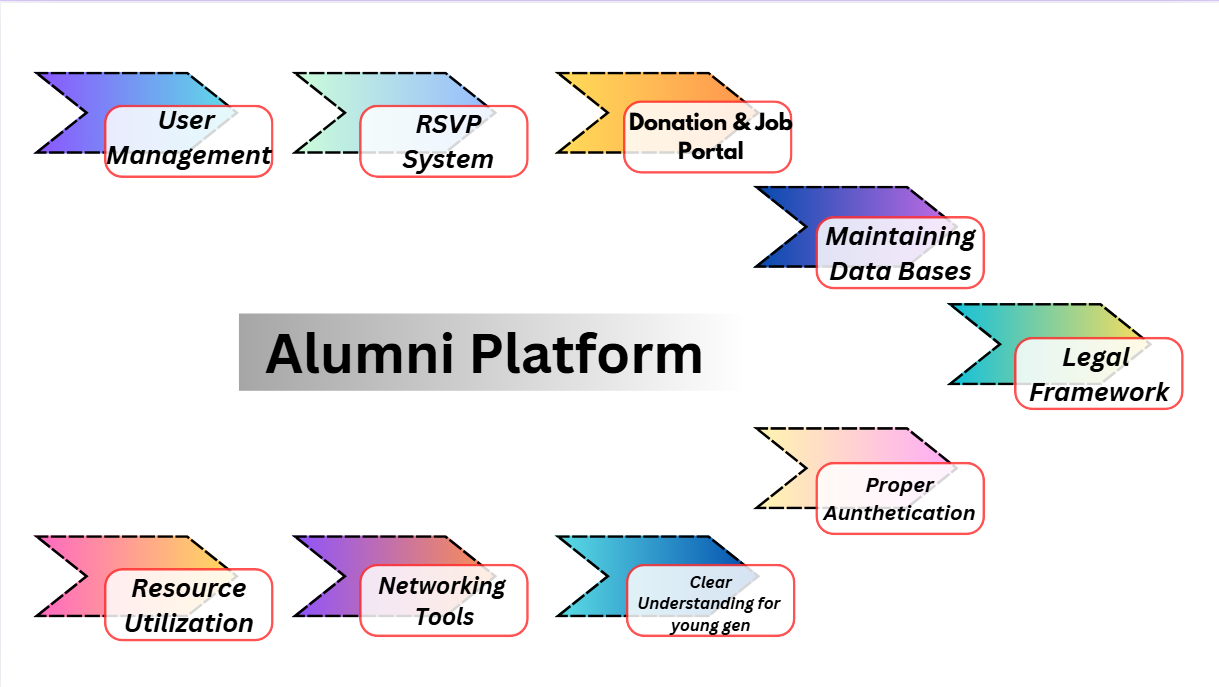 User
Management
RSVP
System
Donation & Job
Portal
Maintaining
Data Bases
Legal
Framework
Alumni Platform
Proper
Aunthetication
Resource
Utilization
Networking
Tools
Clear
Understanding for
young gen